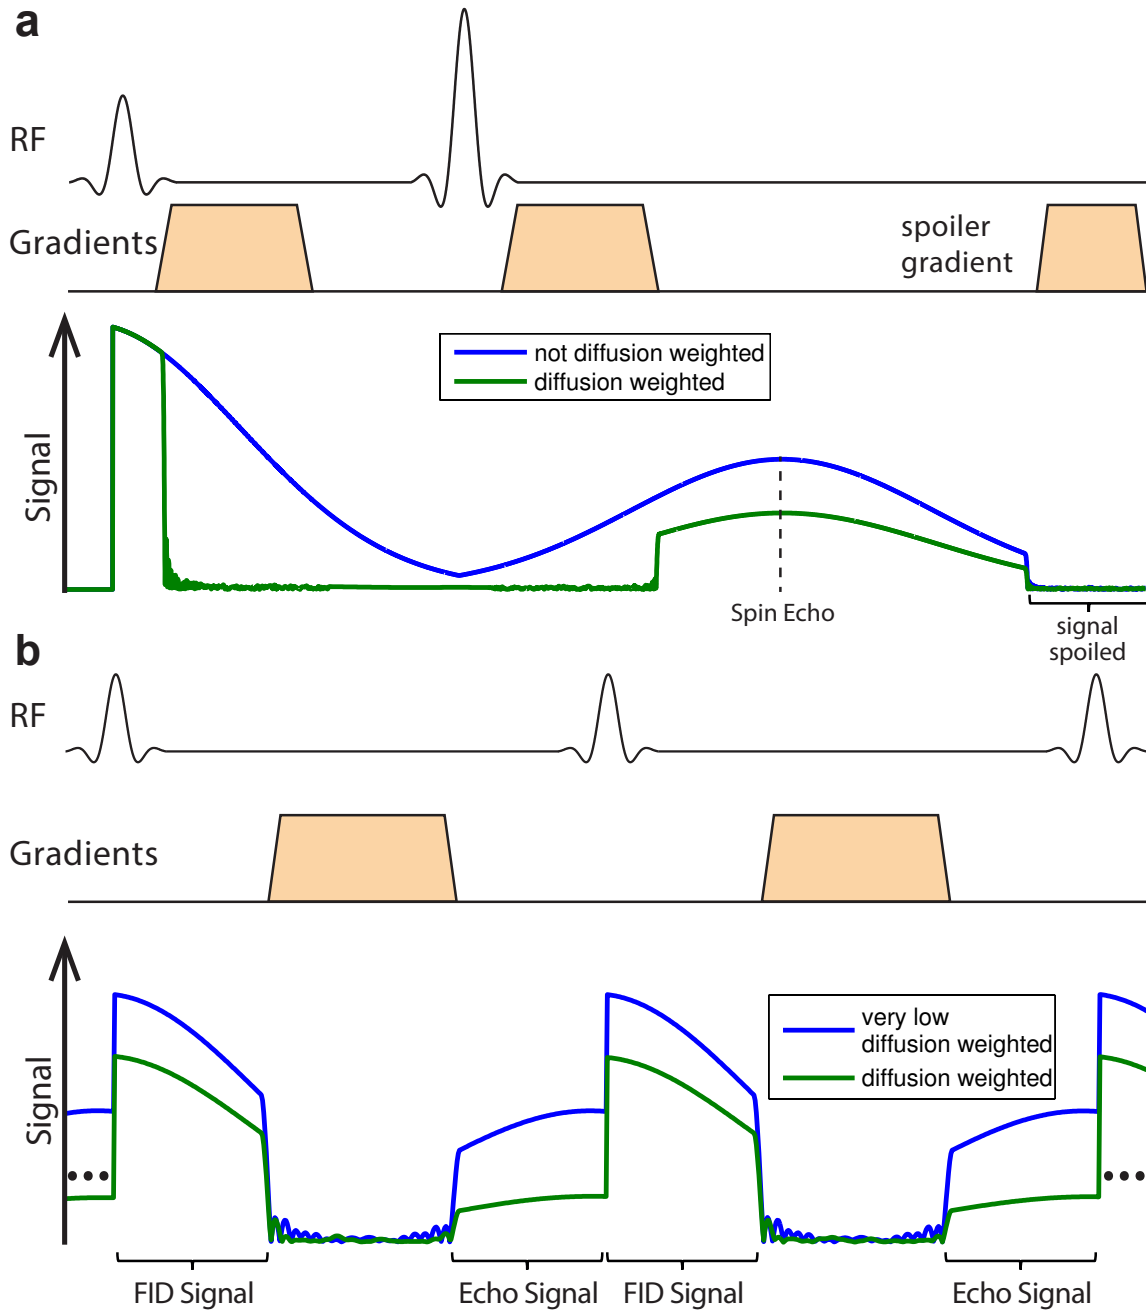 a
RF
Gradients
spoiler
gradient
not diffusion weighted
diffusion weighted
Signal
Spin Echo
signal
spoiled
b
RF
Gradients
very low
diffusion weighted
diffusion weighted
Signal
FID Signal
Echo Signal
FID Signal
Echo Signal